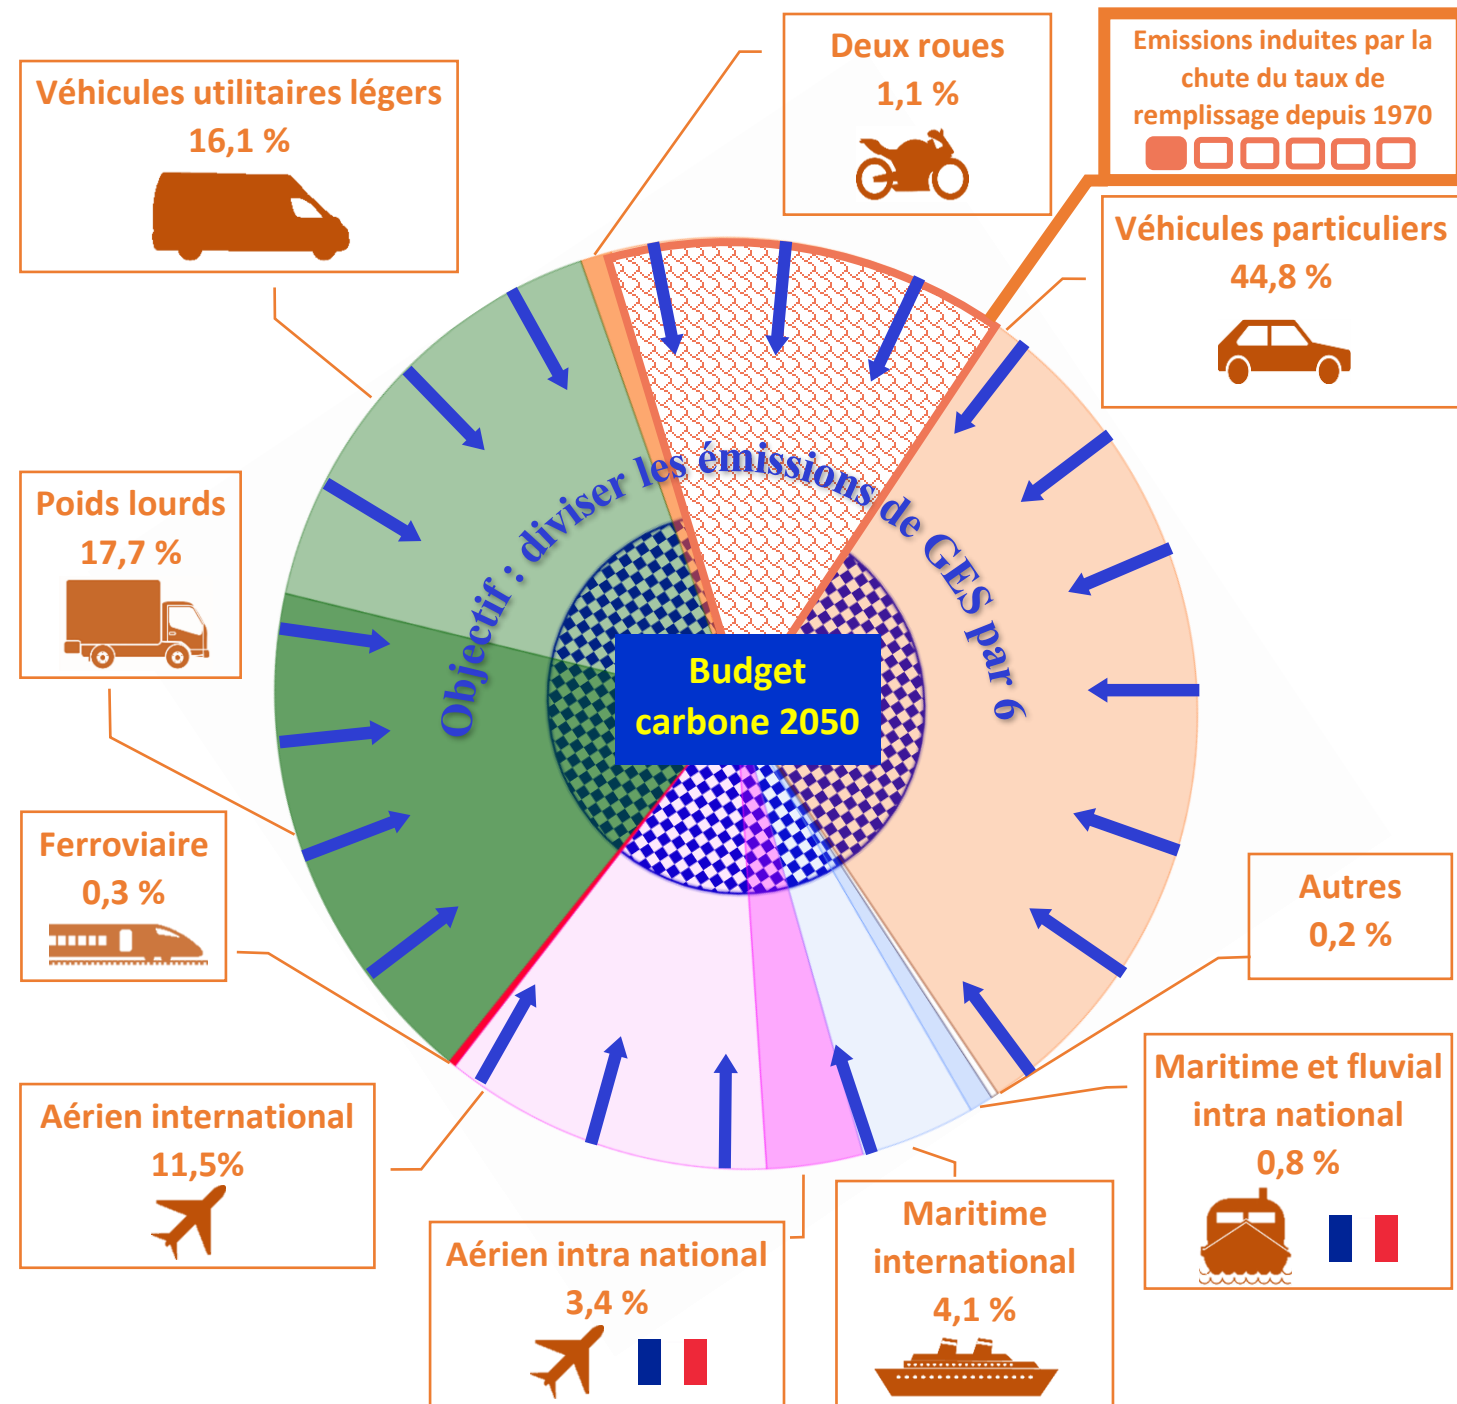 Deux roues
1,1 %
Emissions induites par la
chute du taux de
remplissage depuis 1970
Véhicules utilitaires légers
16,1 %
Véhicules particuliers
44,8 %
Objectif : diviser les émissions de GES par 6
Poids lourds
17,7 %
Budget
carbone 2050
Ferroviaire
0,3 %
Autres
0,2 %
Maritime et fluvial
intra national
0,8 %
Aérien international
11,5%
Maritime
international
4,1 %
Aérien intra national
3,4 %